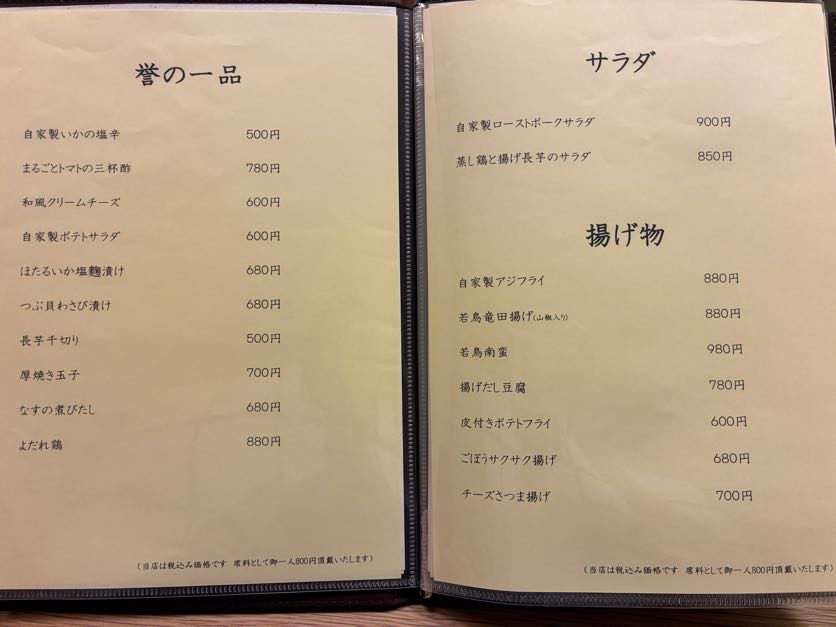 誉の一品
自家製いかの塩辛 500円
まるごとトマトの三杯酢 780円
和風クリームチーズ 600円
自家製ポテトサラダ 600円
ほたるいか塩麴漬け 680円
つぶ貝わさび漬け 680円
長芋千切り 500円
厚焼き玉子 700円
なすの煮びたし 680円
よだれ鶏 880円
(当店は税込み価格です 席料として御一人800円頂戴いたします)
サラダ
自家製ローストポークサラダ 900円
蒸し鶏と揚げ長芋のサラダ 850円
揚げ物
自家製アジフライ 880円
若鳥竜田揚げ(山椒入り) 880円
若鳥南蛮 980円
揚げだし豆腐 780円
皮付きポテトフライ 600円
ごぼうサクサク揚げ 680円
チーズさつま揚げ 700円
(当店は税込み価格です 席料として御一人800円頂戴いたします)